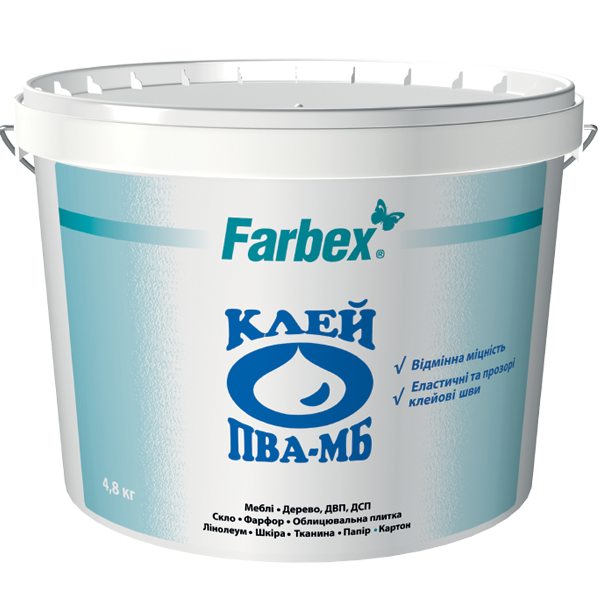 Farbex®
КЛЕЙ
ПВА-МБ
√ Відмінна міцність
√ Еластичні та прозорі
клейові шви
4,8 кг
Меблі • Дерево, ДВП, ДСП
Скло • Фарфор • Облицювальна плитка
Лінолеум • Шкіра • Тканина • Папір • Картон